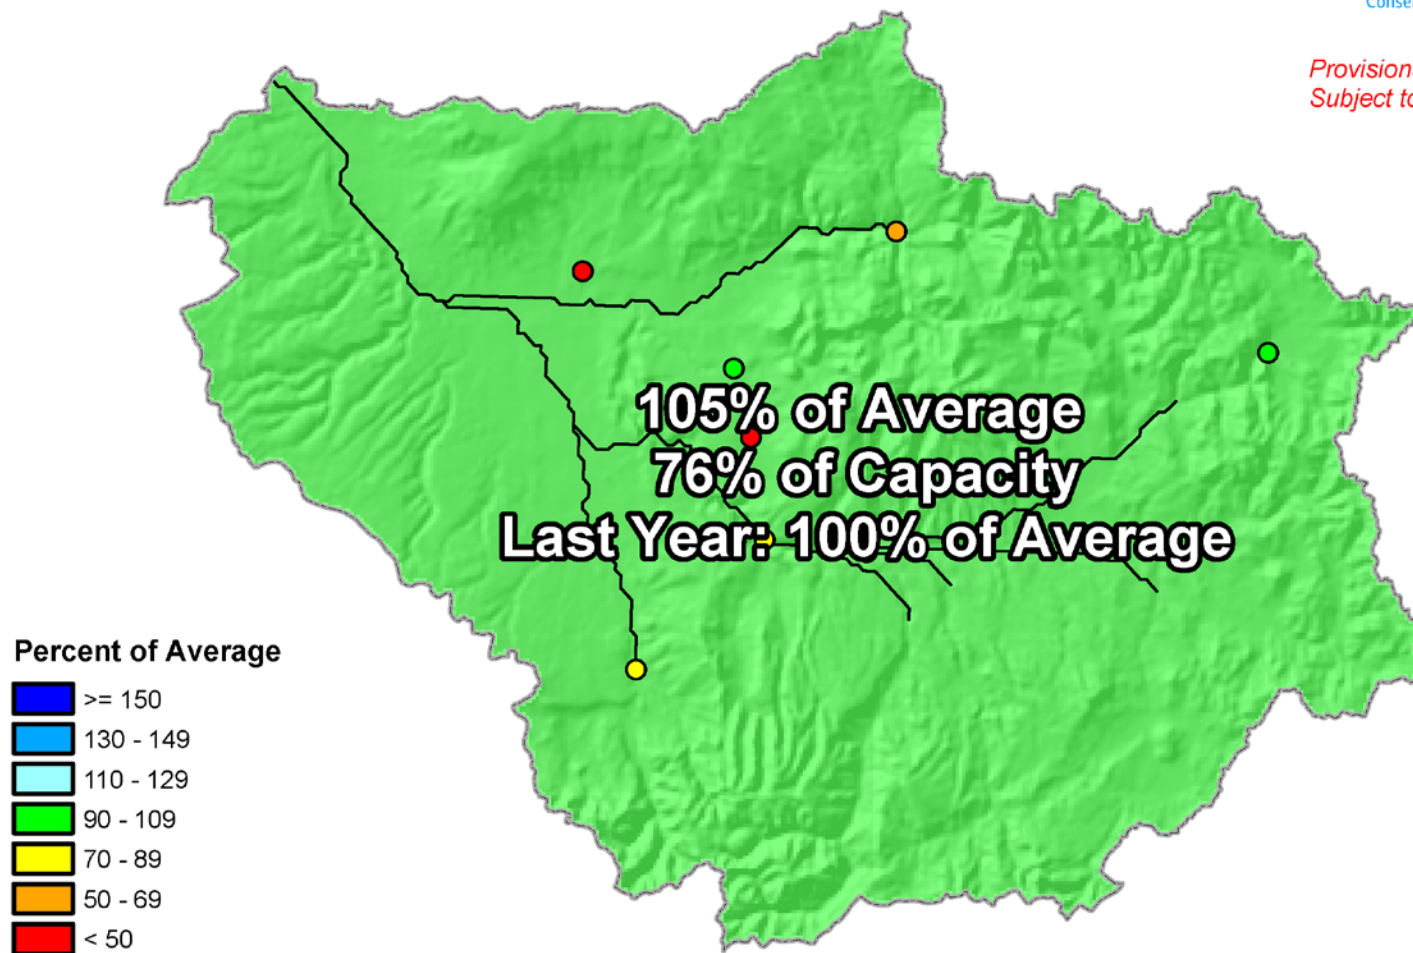 105% of Average
76% of Capacity
Last Year: 100% of Average
Percent of Average
>= 150
130 - 149
110 - 129
90 - 109
70 - 89
50 - 69
< 50